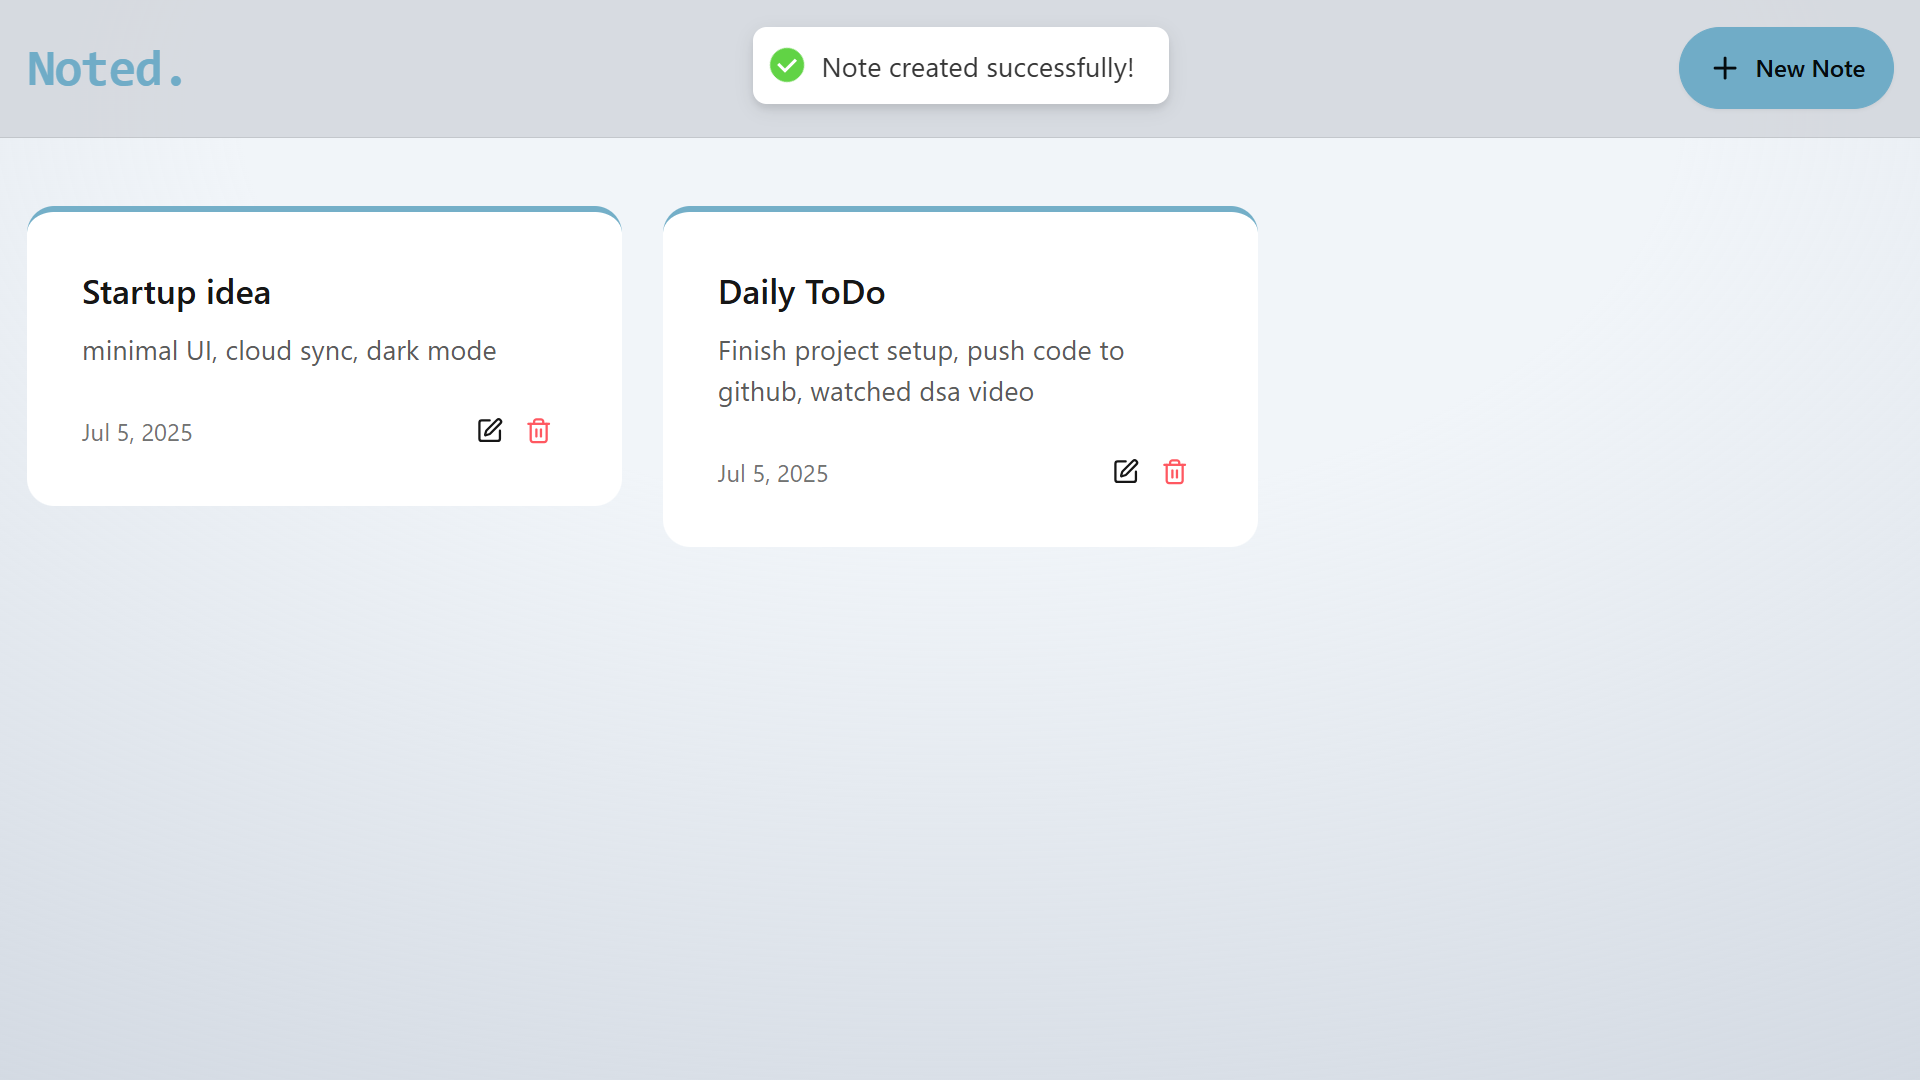 Noted.
Note created successfully!
New Note
Startup idea
minimal UI, cloud sync, dark mode
Jul 5, 2025
Daily ToDo
Finish project setup, push code to
github, watched dsa video
Jul 5, 2025